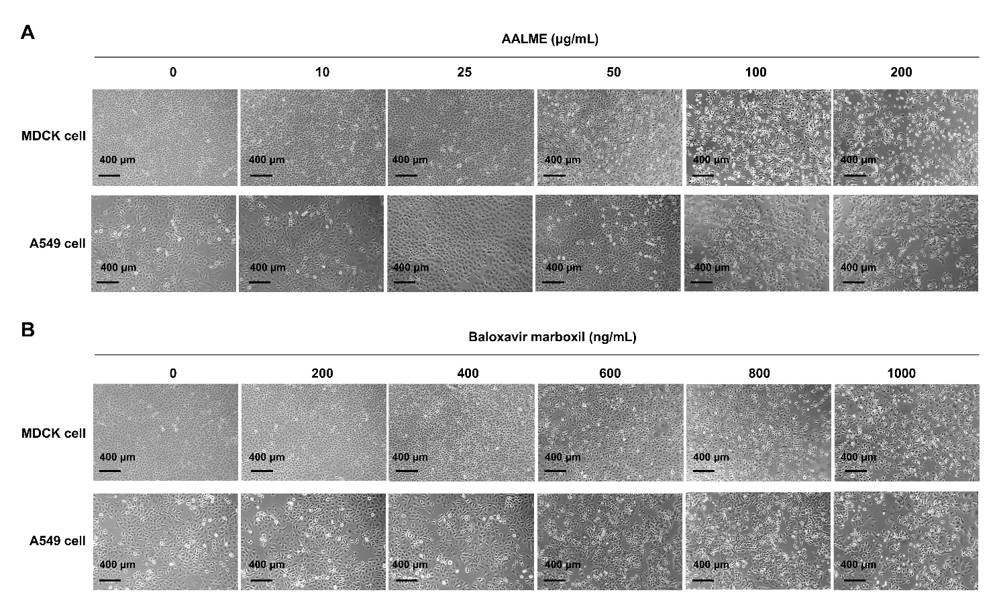 A
AALME (µg/mL)
0 10 25 50 100 200
MDCK cell
400 µm 400 µm 400 µm 400 µm 400 µm 400 µm
A549 cell
400 µm 400 µm 400 µm 400 µm 400 µm 400 µm
B
Baloxavir marboxil (ng/mL)
0 200 400 600 800 1000
MDCK cell
400 µm 400 µm 400 µm 400 µm 400 µm 400 µm
A549 cell
400 µm 400 µm 400 µm 400 µm 400 µm 400 µm